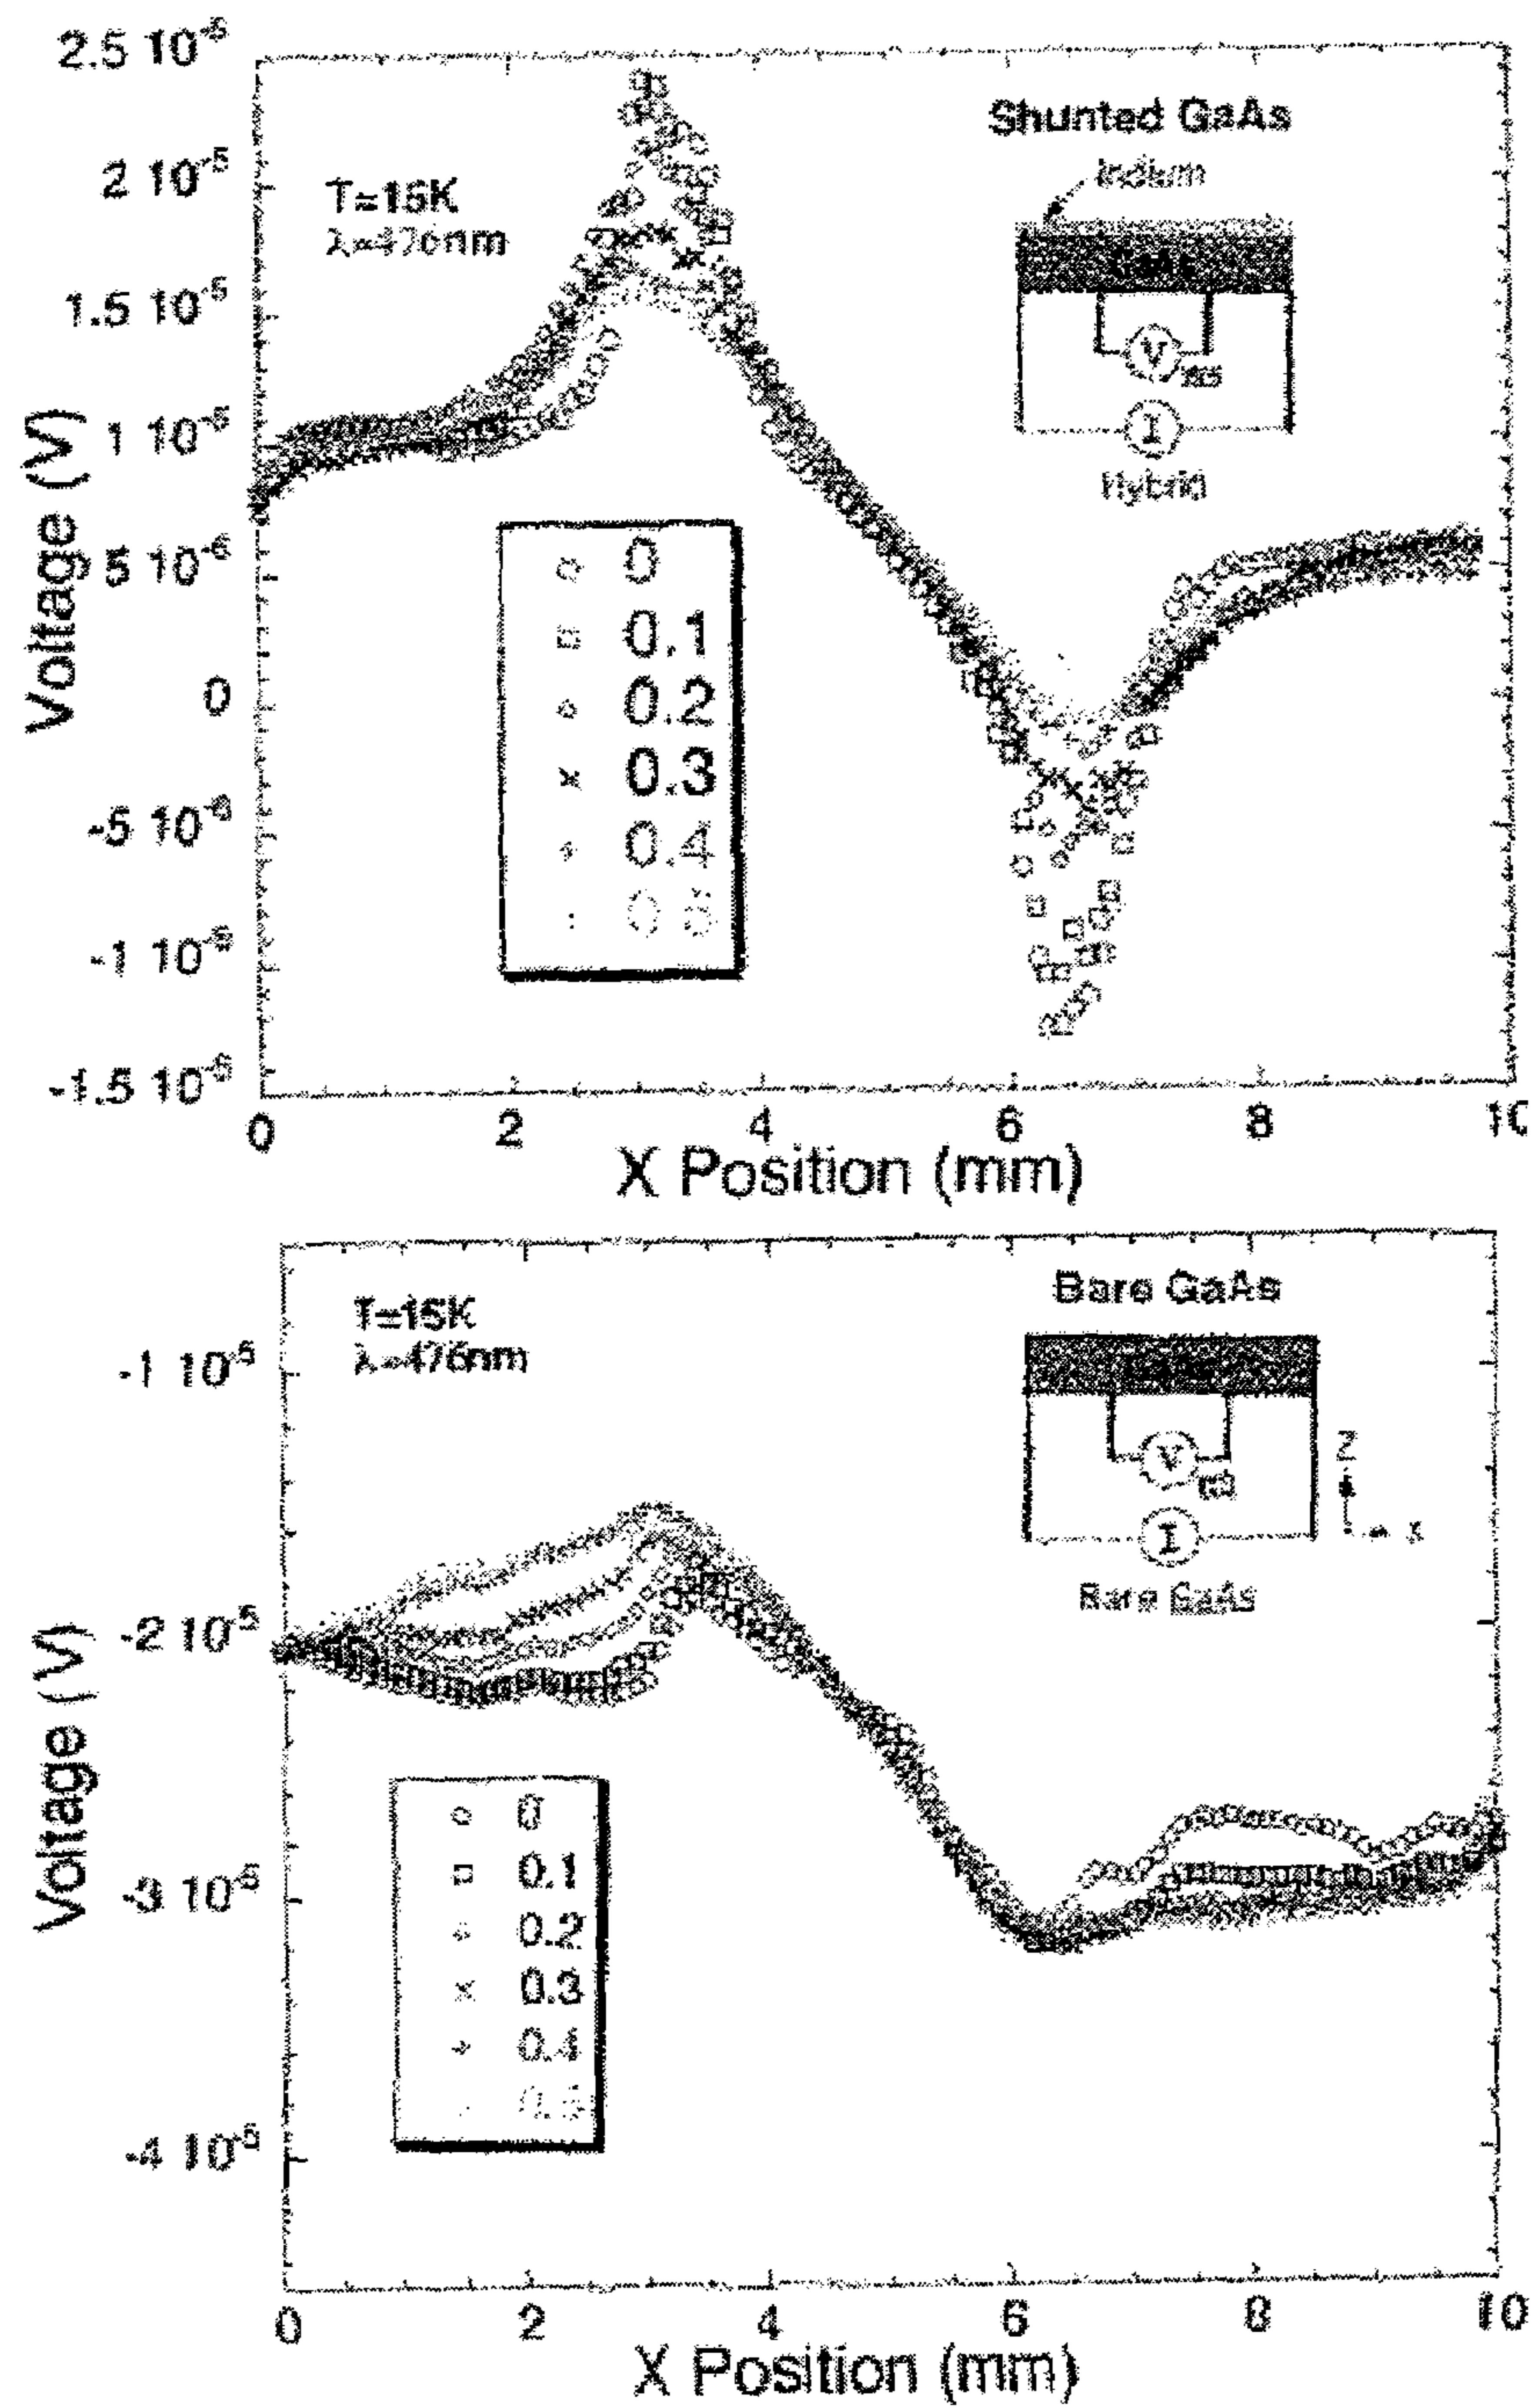 2.5 10-5
2 10-5
1.5 10-5
1 10-5
5 10-6
0
-5 10-6
-1 10-5
-1.5 10-5
Voltage (V)
T=15K
λ=476nm
Shunted GaAs
Indium
GaAs
V
I
Hybrid
0
0.1
0.2
0.3
0.4
0 2 4 6 8 10
X Position (mm)
-1 10-5
-2 10-5
-3 10-5
-4 10-5
Voltage (V)
T=15K
λ=476nm
Bare GaAs
V
I
Z
x
Bare GaAs
0
0.1
0.2
0.3
0.4
0 2 4 6 8 10
X Position (mm)